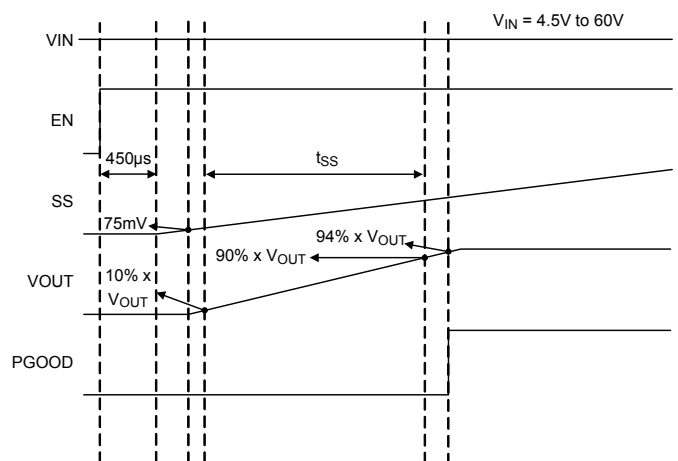 V_IN = 4.5V to 60V
VIN
EN
450µs
t_SS
SS
75mV
94% x V_OUT
90% x V_OUT
10% x
V_OUT
VOUT
PGOOD